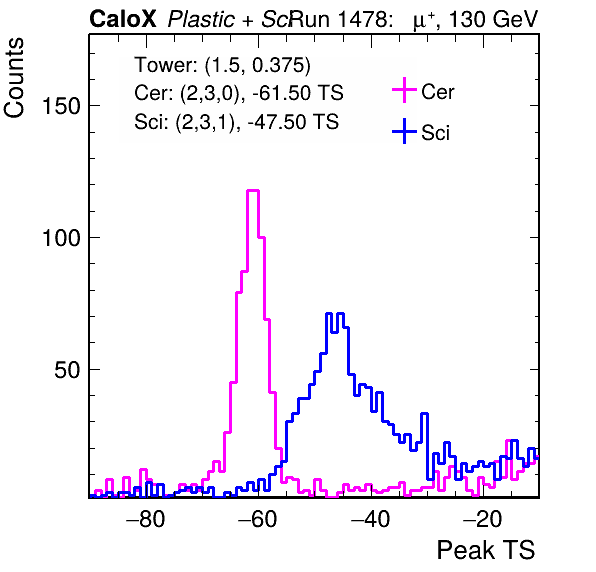 CaloX Plastic + SciRun 1478: μ⁺, 130 GeV
Counts
Tower: (1.5, 0.375)
Cer: (2,3,0), -61.50 TS
Sci: (2,3,1), -47.50 TS
Cer
Sci
150
100
50
−80 −60 −40 −20
Peak TS